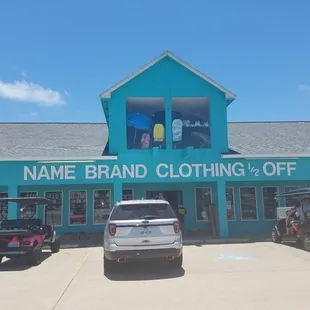 NAME BRAND CLOTHING 1/2 OFF